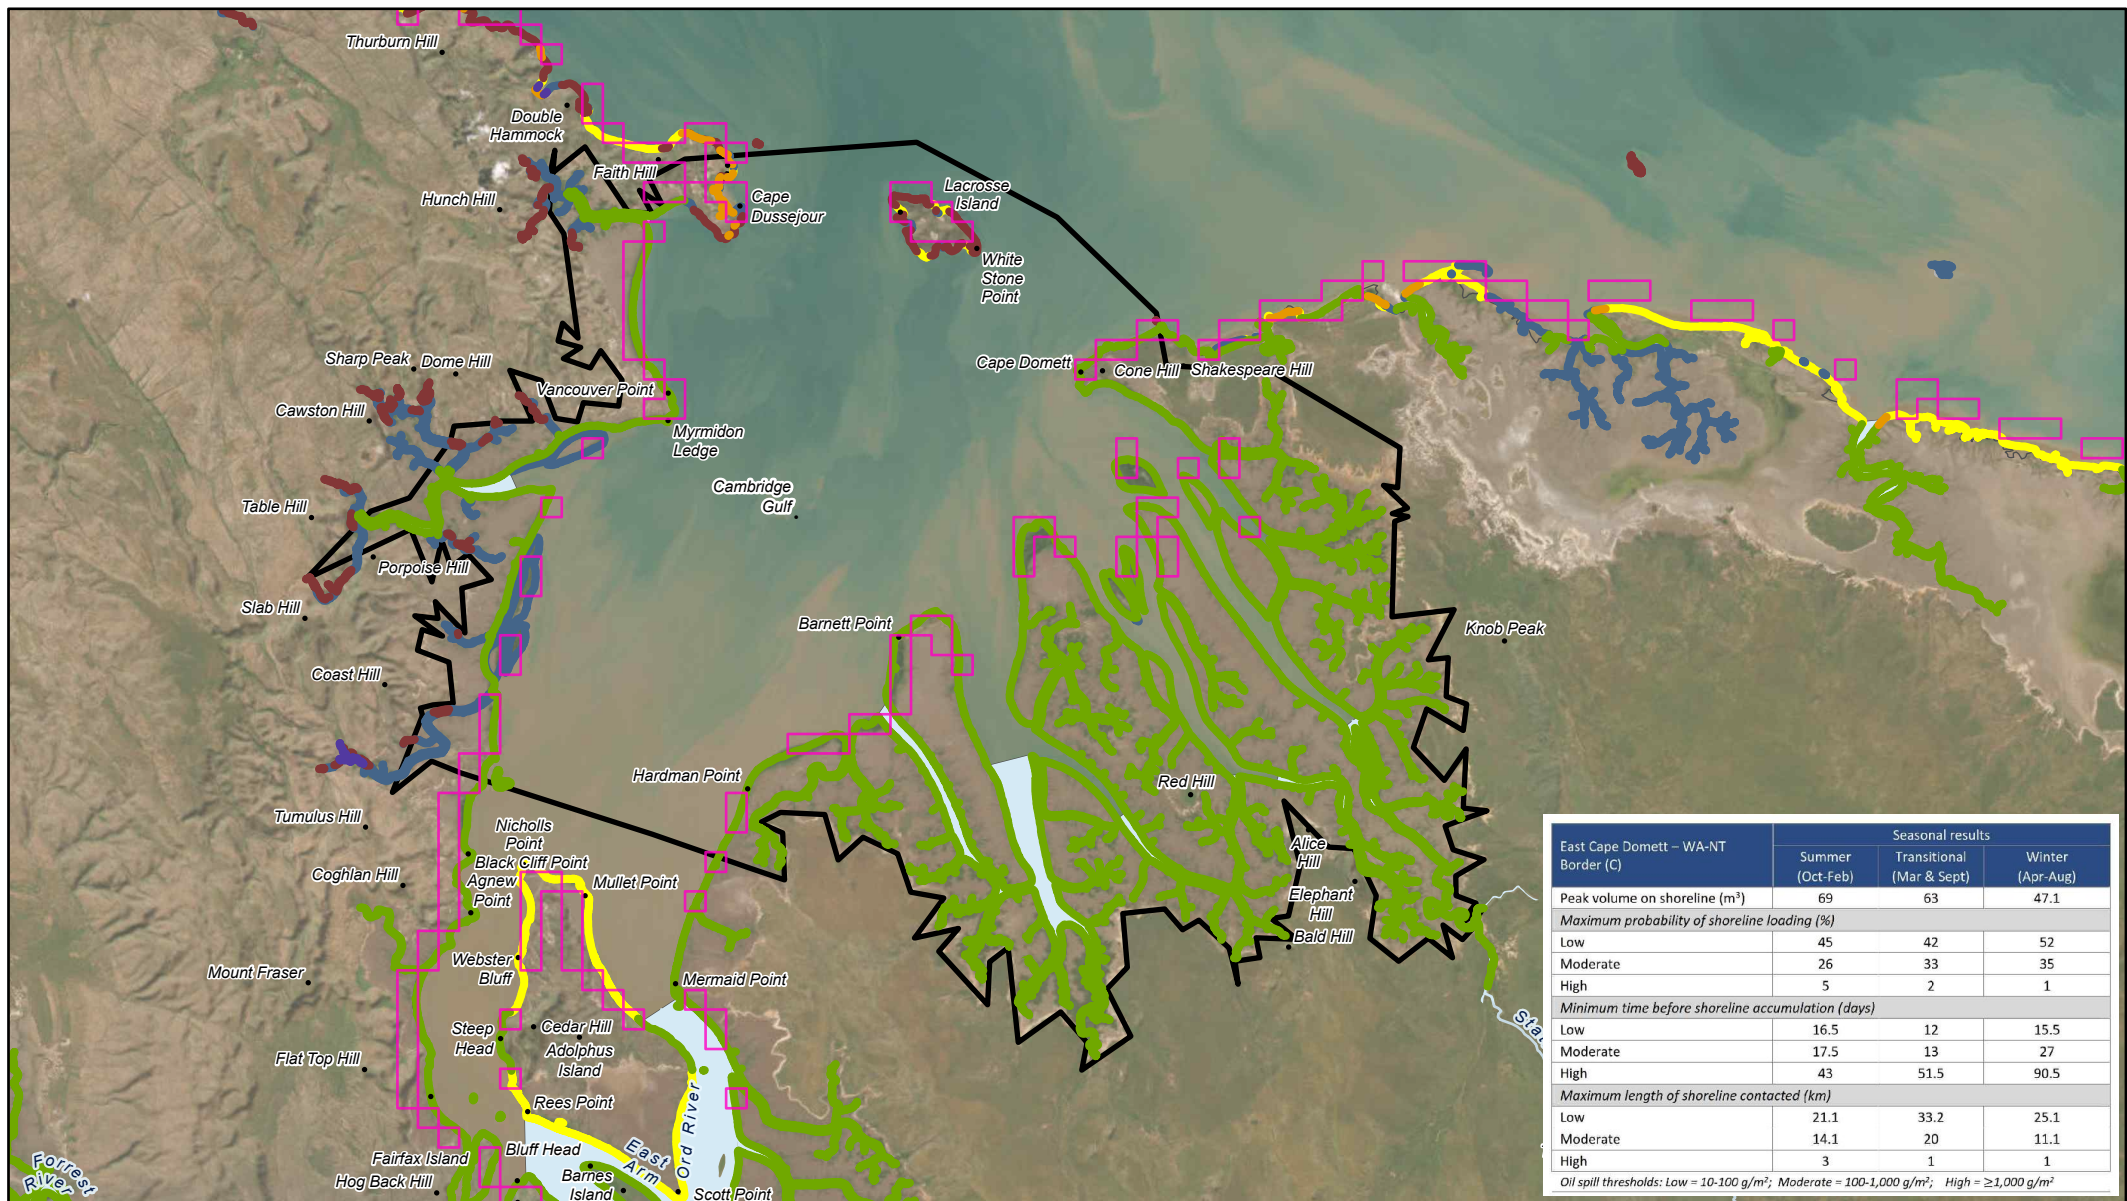 Thurburn Hill
Double
Hammock
Faith Hill
Hunch Hill
Cape
Dussejour
Lacrosse
Island
White
Stone
Point
Sharp Peak
Dome Hill
Vancouver Point
Cawston Hill
Myrmidon
Ledge
Cape Domett
Cone Hill
Shakespeare Hill
Table Hill
Cambridge
Gulf
Porpoise Hill
Slab Hill
Barnett Point
Knob Peak
Coast Hill
Hardman Point
Red Hill
Tumulus Hill
Nicholls
Point
Black Cliff Point
Coghlan Hill
Agnew
Point
Mullet Point
Alice
Hill
Elephant
Hill
Bald Hill
Webster
Bluff
Mount Fraser
Mermaid Point
Steep
Head
Cedar Hill
Adolphus
Island
Flat Top Hill
Rees Point
Ord River
East
Arm
Bluff Head
Fairfax Island
Forrest
River
Hog Back Hill
Barnes
Island
Scott Point
East Cape Domett – WA-NT
Border (C)
Seasonal results
Summer
(Oct-Feb)
Transitional
(Mar & Sept)
Winter
(Apr-Aug)
Peak volume on shoreline (m³) 69 63 47.1
Maximum probability of shoreline loading (%)
Low 45 42 52
Moderate 26 33 35
High 5 2 1
Minimum time before shoreline accumulation (days)
Low 16.5 12 15.5
Moderate 17.5 13 27
High 43 51.5 90.5
Maximum length of shoreline contacted (km)
Low 21.1 33.2 25.1
Moderate 14.1 20 11.1
High 3 1 1
Oil spill thresholds: Low = 10-100 g/m²; Moderate = 100-1,000 g/m²; High = ≥1,000 g/m²